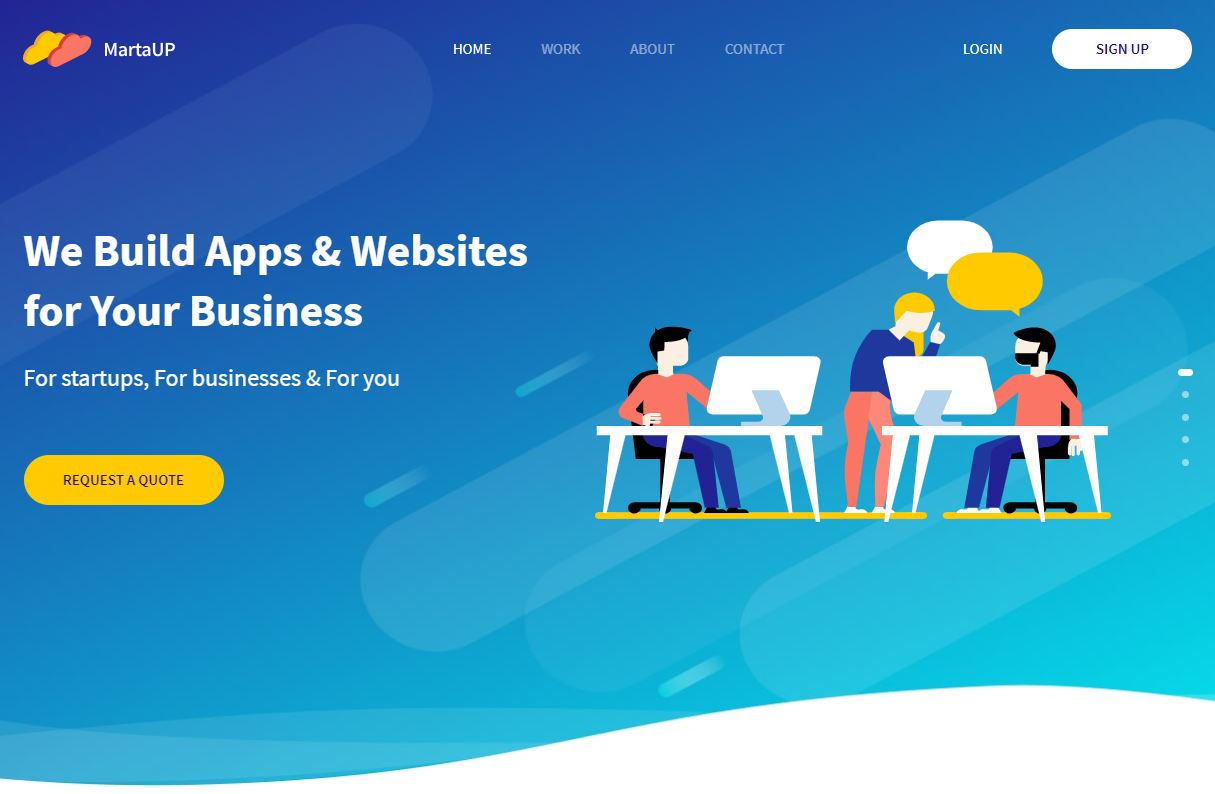 MartaUP
HOME
WORK
ABOUT
CONTACT
LOGIN
SIGN UP
We Build Apps & Websites
for Your Business
For startups, For businesses & For you
REQUEST A QUOTE